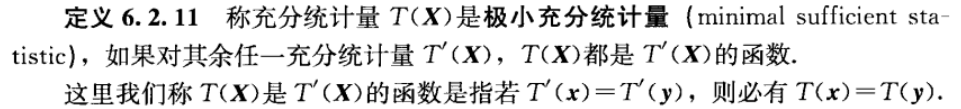 定义 6.2.11 称充分统计量 T(X)是极小充分统计量 (minimal sufficient sta-
tistic), 如果对其余任一充分统计量 T′(X), T(X)都是 T′(X)的函数.
这里我们称 T(X)是 T′(X)的函数是指若 T′(x)=T′(y), 则必有 T(x)=T(y).